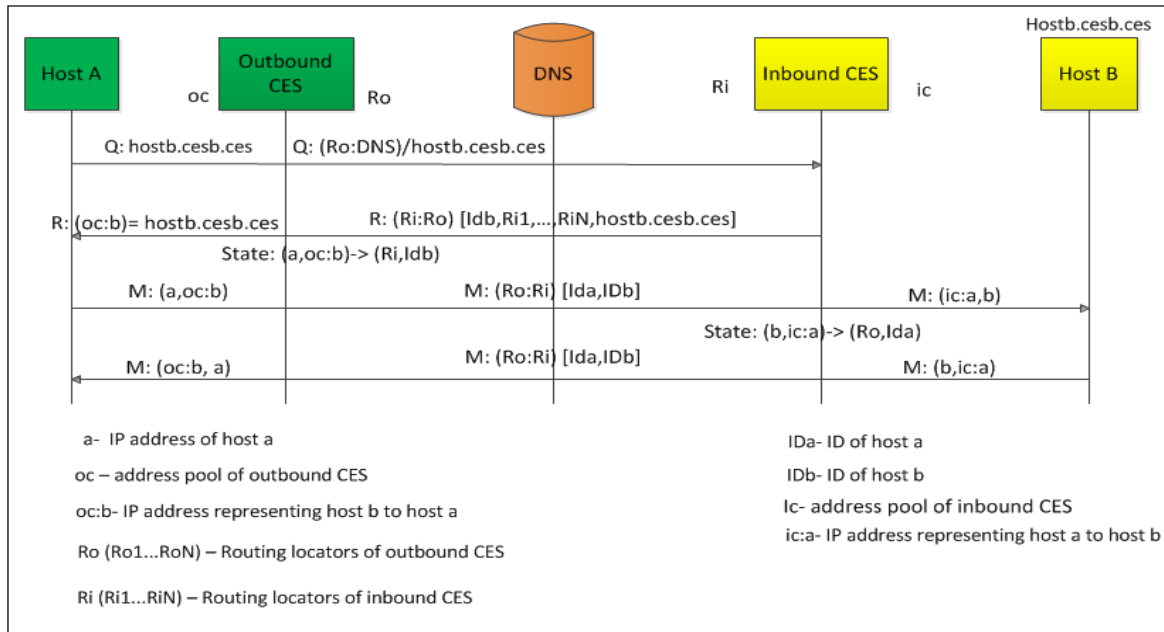 Hostb.cesb.ces
Host A
Outbound
CES
DNS
Inbound CES
Host B
oc
Ro
Ri
ic
Q: hostb.cesb.ces
Q: (Ro:DNS)/hostb.cesb.ces
R: (oc:b)= hostb.cesb.ces
R: (Ri:Ro) [Idb,Ri1,...,RiN,hostb.cesb.ces]
State: (a,oc:b)-> (Ri,Idb)
M: (a,oc:b)
M: (Ro:Ri) [Ida,IDb]
M: (ic:a,b)
State: (b,ic:a)-> (Ro,Ida)
M: (oc:b, a)
M: (Ro:Ri) [Ida,IDb]
M: (b,ic:a)
a- IP address of host a
oc – address pool of outbound CES
oc:b- IP address representing host b to host a
Ro (Ro1...RoN) – Routing locators of outbound CES
Ri (Ri1...RiN) – Routing locators of inbound CES
IDa- ID of host a
IDb- ID of host b
Ic- address pool of inbound CES
ic:a- IP address representing host a to host b